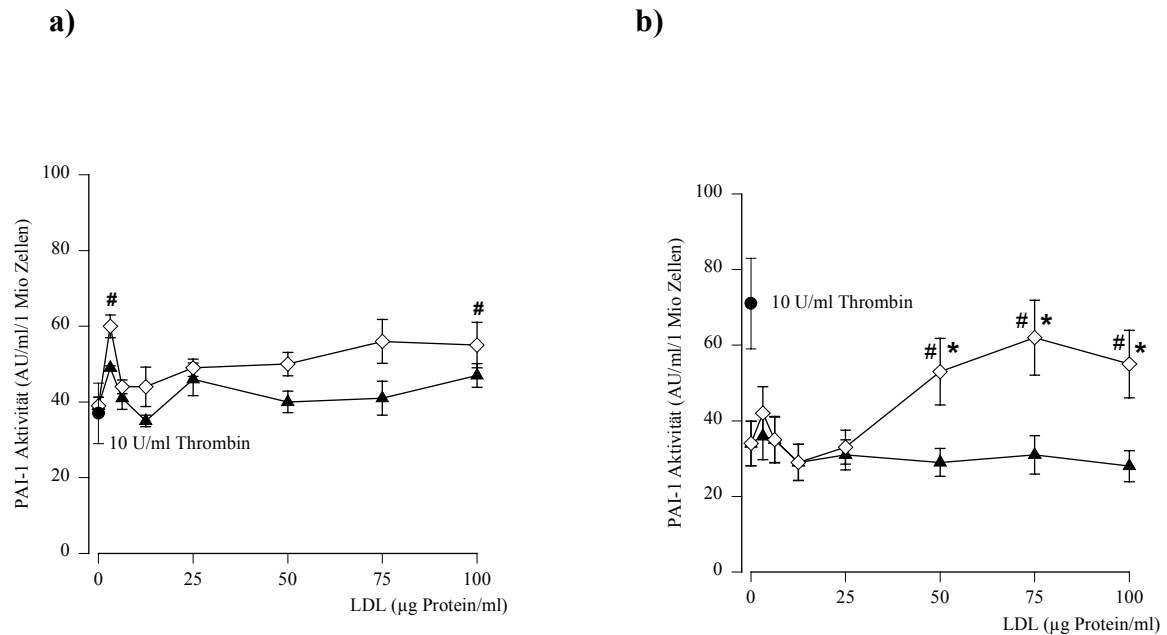 a)
PAI-1 Aktivität (AU/ml/1 Mio Zellen)
100
80
60
40
20
0
#
#
10 U/ml Thrombin
0 25 50 75 100
LDL (µg Protein/ml)
b)
PAI-1 Aktivität (AU/ml/1 Mio Zellen)
100
80
60
40
20
0
10 U/ml Thrombin
# *
# *
# *
0 25 50 75 100
LDL (µg Protein/ml)